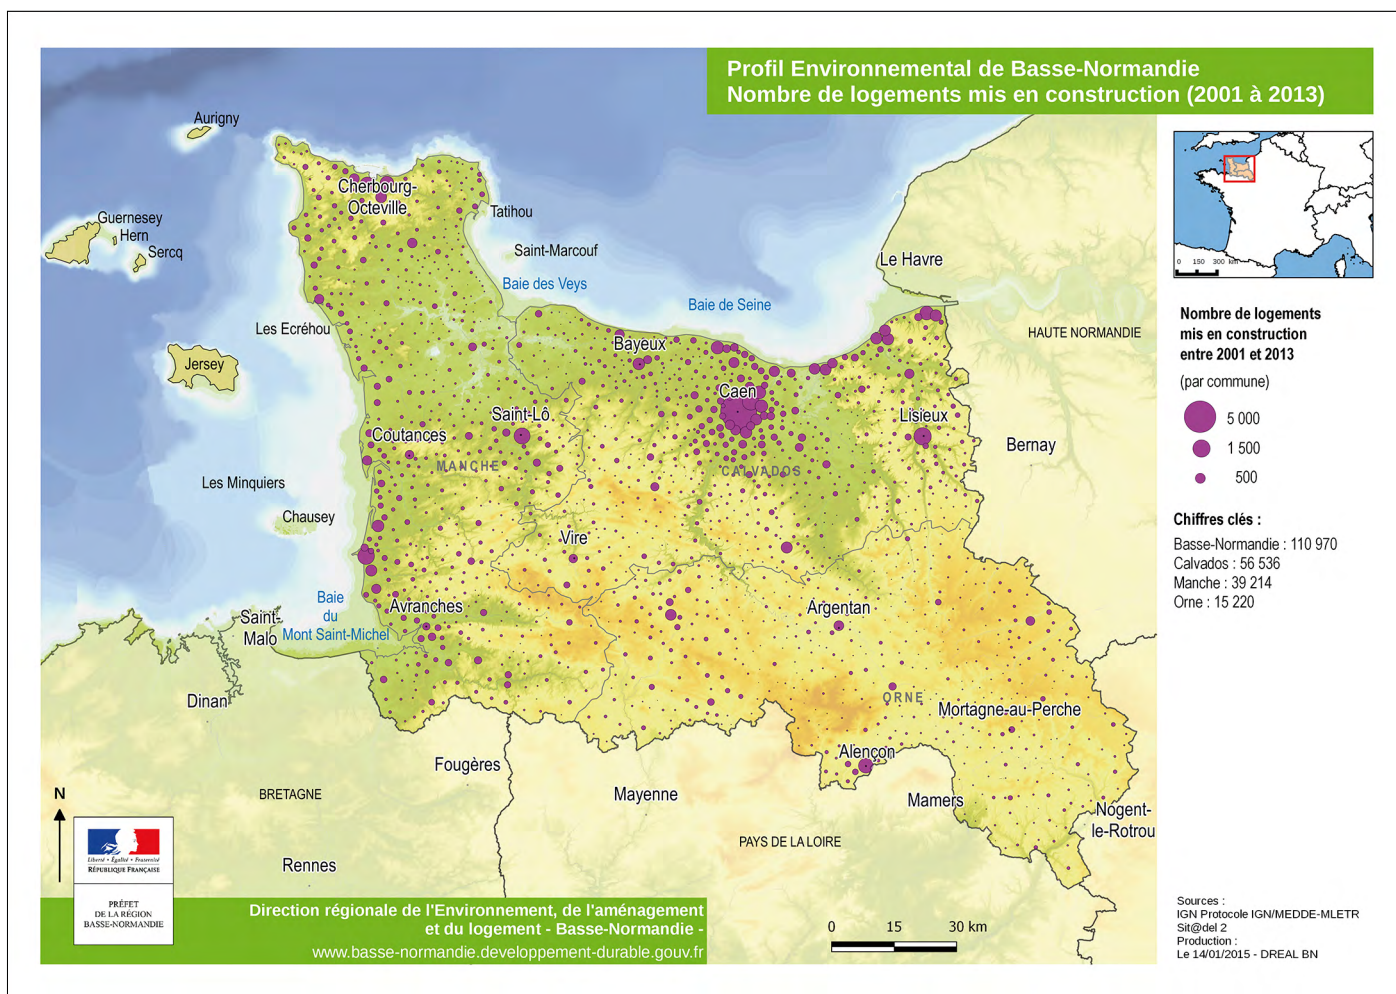 Profil Environnemental de Basse-Normandie
Nombre de logements mis en construction (2001 à 2013)
Aurigny
Cherbourg-
Octeville
Guernesey
Hern
Sercq
Tatihou
Saint-Marcouf
Baie des Veys
Baie de Seine
Le Havre
Les Ecréhou
Jersey
Bayeux
HAUTE NORMANDIE
Caen
Saint-Lô
Lisieux
Coutances
MANCHE
CALVADOS
Bernay
Les Minquiers
Chausey
Vire
Baie
du
Mont Saint-Michel
Avranches
Argentan
Saint-
Malo
Dinan
ORNE
Mortagne-au-Perche
Alençon
Fougères
Mayenne
Mamers
Nogent-
le-Rotrou
BRETAGNE
PAYS DE LA LOIRE
Rennes
N
Liberté • Égalité • Fraternité
RÉPUBLIQUE FRANÇAISE
PRÉFET
DE LA RÉGION
BASSE-NORMANDIE
Direction régionale de l'Environnement, de l'aménagement
et du logement - Basse-Normandie -
www.basse-normandie.developpement-durable.gouv.fr
0 15 30 km
0 150 300 km
Nombre de logements
mis en construction
entre 2001 et 2013
(par commune)
5 000
1 500
500
Chiffres clés :
Basse-Normandie : 110 970
Calvados : 56 536
Manche : 39 214
Orne : 15 220
Sources :
IGN Protocole IGN/MEDDE-MLETR
Sit@del 2
Production :
Le 14/01/2015 - DREAL BN